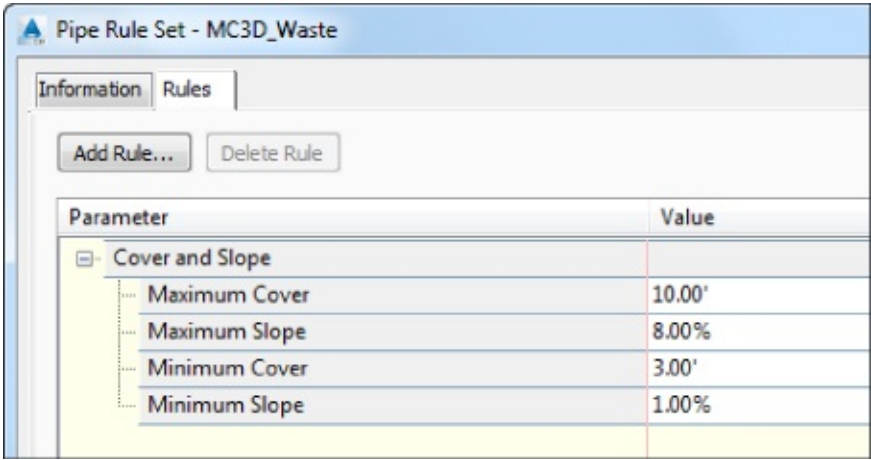 Pipe Rule Set - MC3D_Waste
Information Rules
Add Rule... Delete Rule
Parameter Value
Cover and Slope
Maximum Cover 10.00'
Maximum Slope 8.00%
Minimum Cover 3.00'
Minimum Slope 1.00%